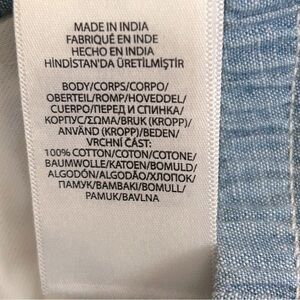 MADE IN INDIA
FABRIQUÉ EN INDE
HECHO EN INDIA
HİNDİSTAN'DA ÜRETİLMİŞTİR
BODY/CORPS/CORPO/
OBERTEIL/ROMP/HOVEDDEL/
CUERPO/ПЕРЕД И СПИНКА/
КОРПУС/ΣΩΜΑ/BRUK (KROPP)/
ANVÄND (KROPP)/BEDEN/
VRCHNÍ ČÁST:
100% COTTON/COTON/COTONE/
BAUMWOLLE/KATOEN/BOMULD/
ALGODÓN/ALGODÃO/ХЛОПОК/
ПАМУК/BAMBAKI/BOMULL/
PAMUK/BAVLNA